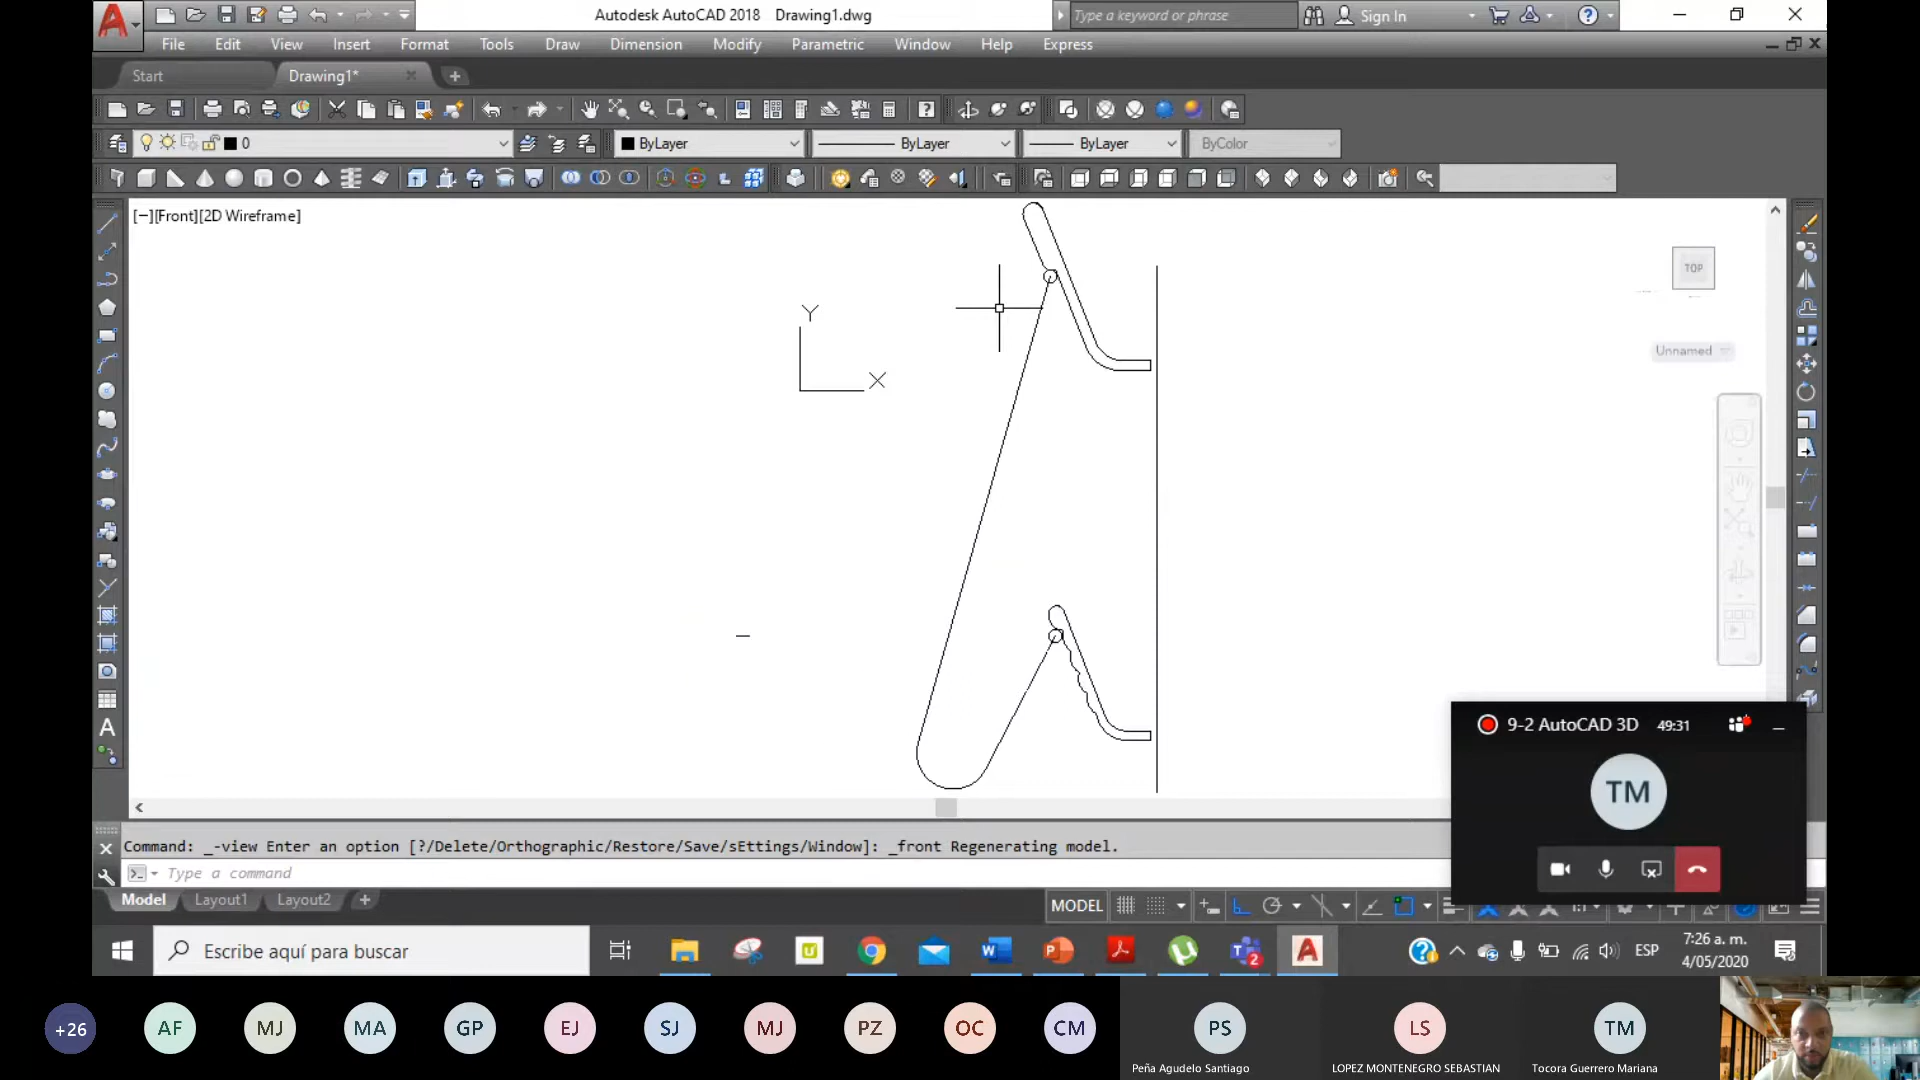 Autodesk AutoCAD 2018 Drawing1.dwg
Type a keyword or phrase
Sign In
File Edit View Insert Format Tools Draw Dimension Modify Parametric Window Help Express
Start
Drawing1*
0
ByLayer
ByLayer
ByLayer
ByColor
[−][Front][2D Wireframe]
TOP
Y
X
Unnamed
9-2 AutoCAD 3D 49:31
TM
Command: _-view Enter an option [?/Delete/Orthographic/Restore/Save/sEttings/Window]: _front Regenerating model.
Type a command
Model Layout1 Layout2
MODEL
1:1
Escribe aquí para buscar
2
ESP
7:26 a. m.
4/05/2020
+26
AF
MJ
MA
GP
EJ
SJ
MJ
PZ
OC
CM
PS
LS
TM
Peña Agudelo Santiago
LOPEZ MONTENEGRO SEBASTIAN
Tocora Guerrero Mariana